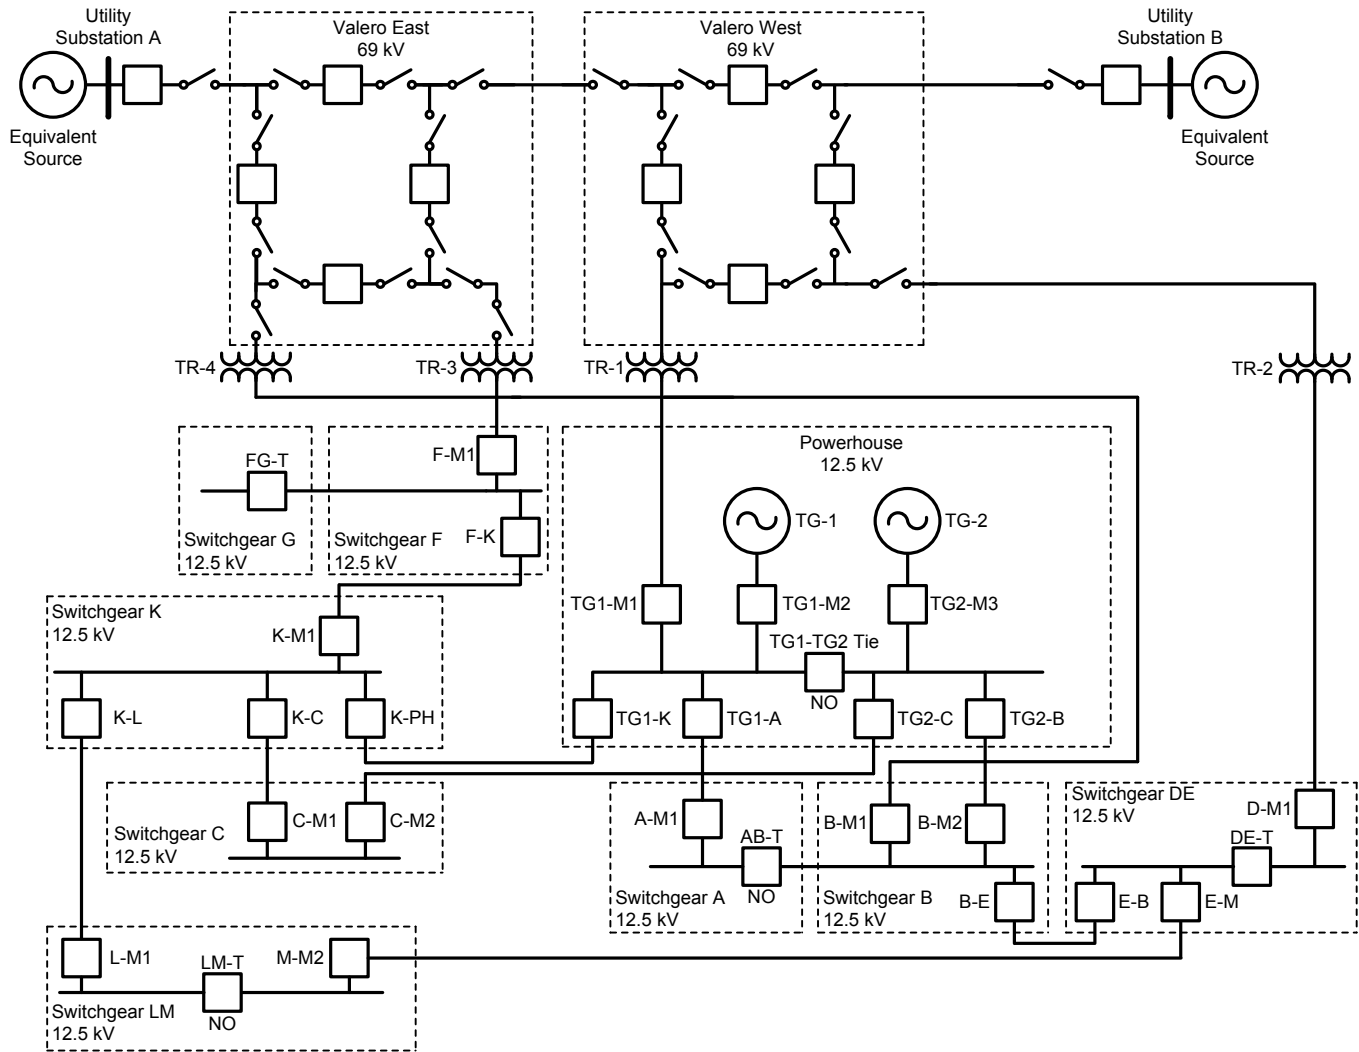 Utility
Substation A
Valero East
69 kV
Valero West
69 kV
Utility
Substation B
Equivalent
Source
Equivalent
Source
TR-4
TR-3
TR-1
TR-2
Powerhouse
12.5 kV
F-M1
FG-T
TG-1
TG-2
Switchgear G
12.5 kV
Switchgear F
12.5 kV
F-K
Switchgear K
12.5 kV
K-M1
TG1-M1
TG1-M2
TG2-M3
TG1-TG2 Tie
NO
K-L
K-C
K-PH
TG1-K
TG1-A
TG2-C
TG2-B
Switchgear C
12.5 kV
C-M1
C-M2
A-M1
AB-T
NO
B-M1
B-M2
Switchgear DE
12.5 kV
D-M1
DE-T
Switchgear A
12.5 kV
Switchgear B
12.5 kV
B-E
E-B
E-M
L-M1
LM-T
NO
M-M2
Switchgear LM
12.5 kV